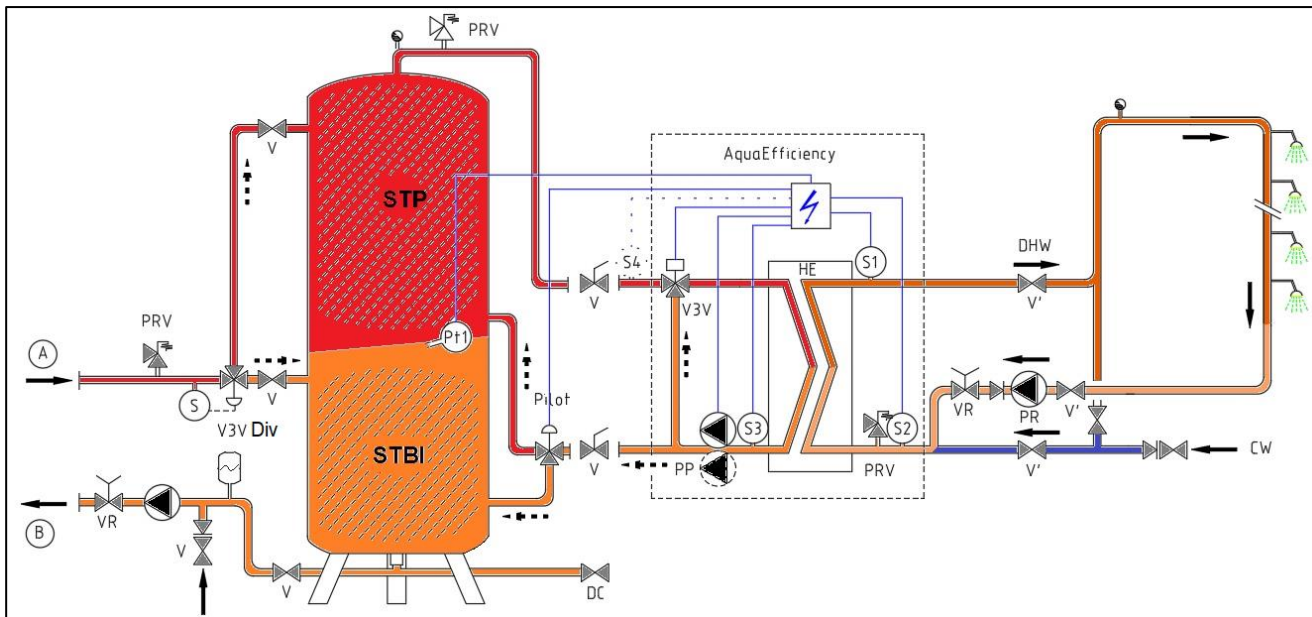 PRV
AquaEfficiency
V
STP
S4
S1
DHW
HE
V
V'
PRV
V3V
Pt1
A
V
Pilot
VR
PR
V'
S
V3V Div
S3
S2
STBI
V
PP
PRV
V'
CW
VR
B
V
V
DC